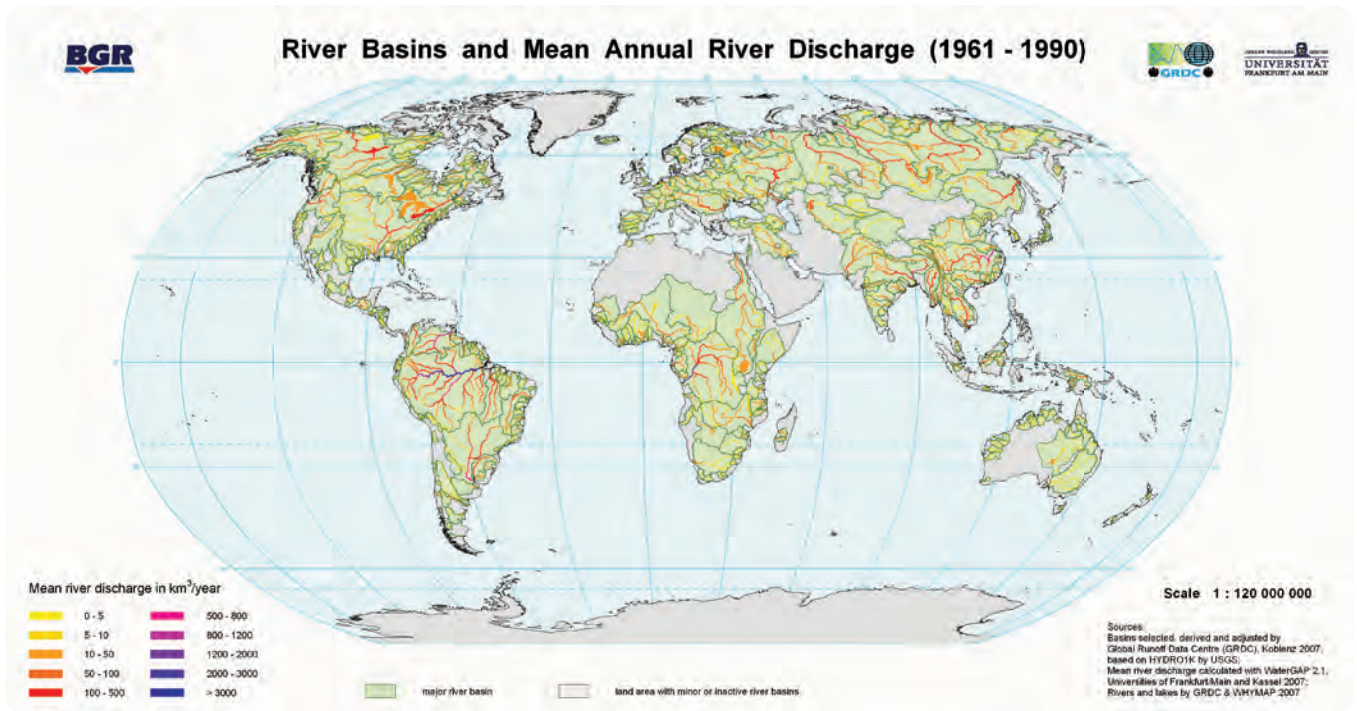 BGR
River Basins and Mean Annual River Discharge (1961 - 1990)
GRDC
JOHANN WOLFGANG GOETHE
UNIVERSITÄT
FRANKFURT AM MAIN
Mean river discharge in km³/year
0 - 5
5 - 10
10 - 50
50 - 100
100 - 500
500 - 800
800 - 1200
1200 - 2000
2000 - 3000
> 3000
major river basin
land area with minor or inactive river basins
Scale 1 : 120 000 000
Sources:
Basins selected, derived and adjusted by
Global Runoff Data Centre (GRDC), Koblenz 2007,
based on HYDRO1K by USGS;
Mean river discharge calculated with WaterGAP 2.1,
Universities of Frankfurt/Main and Kassel 2007;
Rivers and lakes by GRDC & WHYMAP 2007